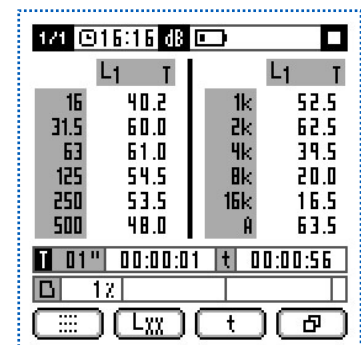 1/1 16:16 dB
L1 T L1 T
16 40.2 1k 52.5
31.5 60.0 2k 62.5
63 61.0 4k 39.5
125 54.5 8k 20.0
250 53.5 16k 16.5
500 48.0 A 63.5
T 01" 00:00:01 t 00:00:56
1%
LXX t